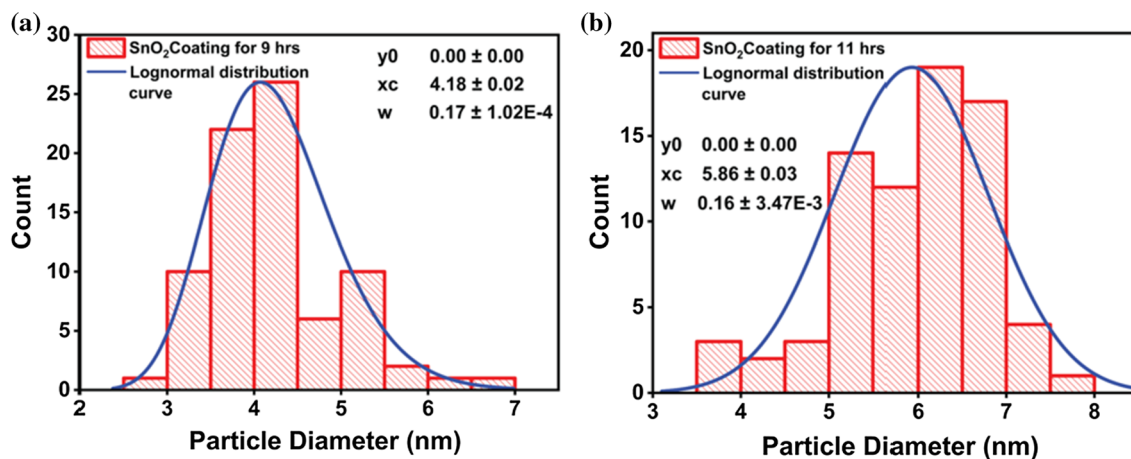 (a)
30
25
20
15
10
5
0
Count
SnO2Coating for 9 hrs
Lognormal distribution
curve
y0 0.00 ± 0.00
xc 4.18 ± 0.02
w 0.17 ± 1.02E-4
2 3 4 5 6 7
Particle Diameter (nm)
(b)
20
15
10
5
0
Count
SnO2Coating for 11 hrs
Lognormal distribution
curve
y0 0.00 ± 0.00
xc 5.86 ± 0.03
w 0.16 ± 3.47E-3
3 4 5 6 7 8
Particle Diameter (nm)